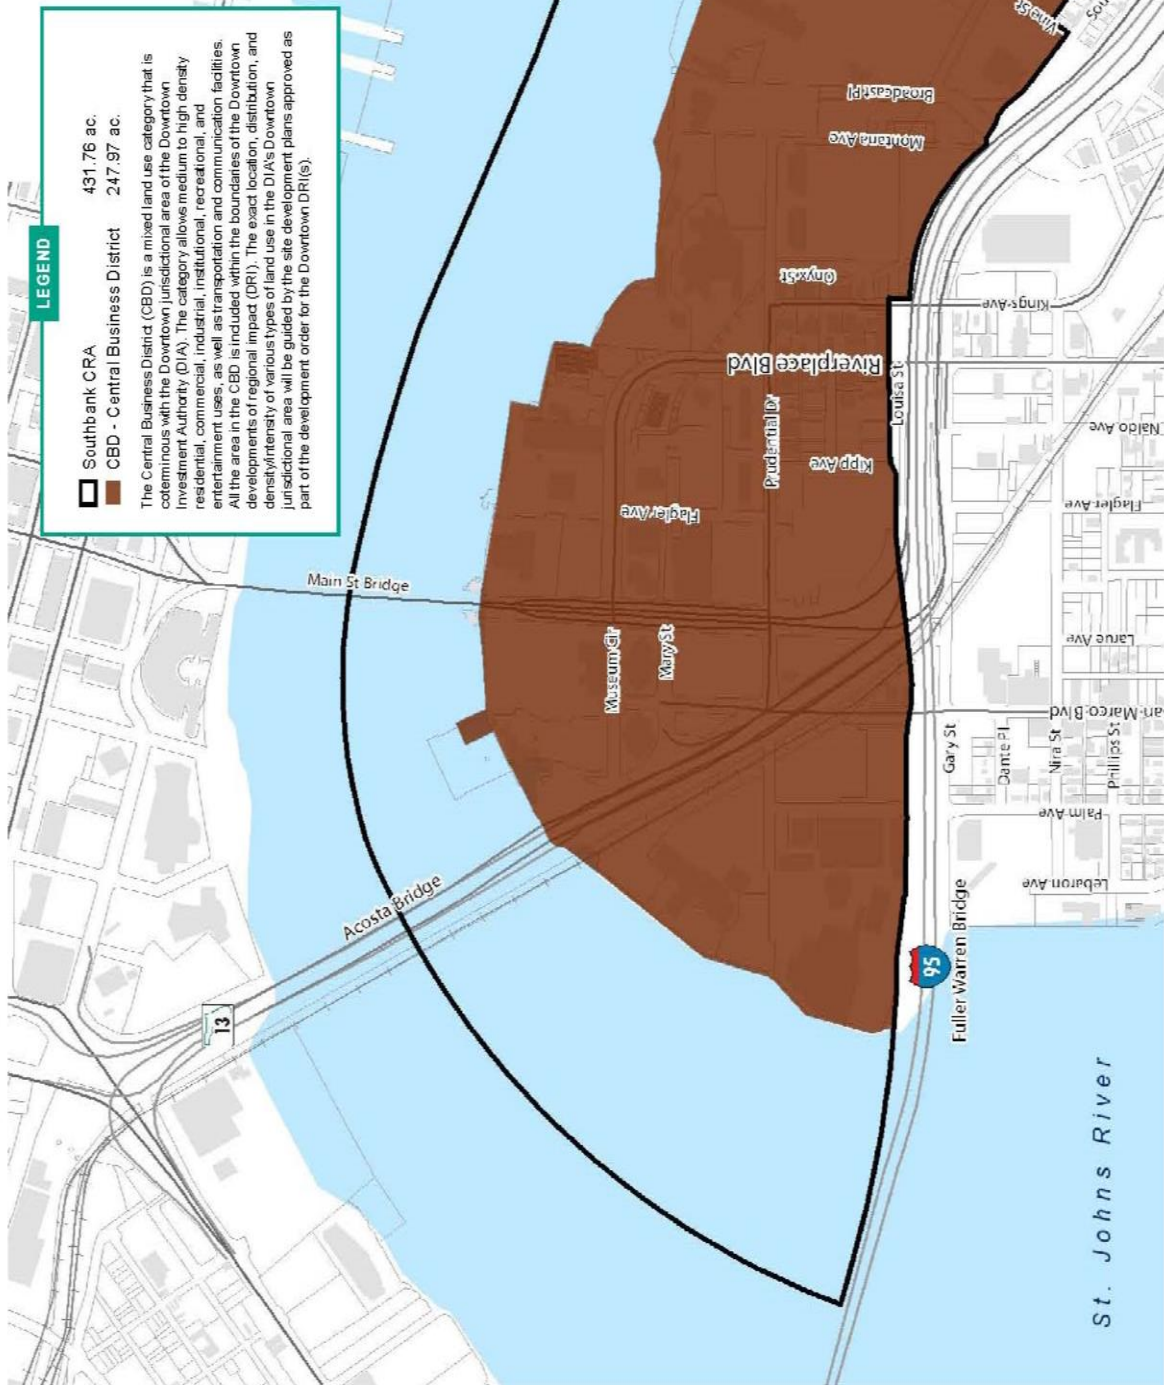 LEGEND
Southbank CRA 431.76 ac.
CBD - Central Business District 247.97 ac.
The Central Business District (CBD) is a mixed land use category that is
coterminous with the Downtown jurisdictional area of the Downtown
Investment Authority (DIA). The category allows medium to high density
residential, commercial, industrial, institutional, recreational, and
entertainment uses, as well as transportation and communication facilities.
All the area in the CBD is included within the boundaries of the Downtown
developments of regional impact (DRI). The exact location, distribution, and
density/intensity of various types of land use in the DIA's Downtown
jurisdictional area will be guided by the site development plans approved as
part of the development order for the Downtown DRI(s).
Main St Bridge
Acosta Bridge
13
Museum Cir
Mary St
Flagler Ave
Prudential Dr
Kipp Ave
Riverplace Blvd
Louisa St
Onyx St
Montana Ave
Broadcast Pl
Vine St
Sou
Kings Ave
Naldo Ave
Flagler Ave
Larue Ave
an Marco Blvd
Gary St
Dante Pl
Nira St
Phillips St
Palm Ave
Lebaron Ave
95
Fuller Warren Bridge
St. Johns River